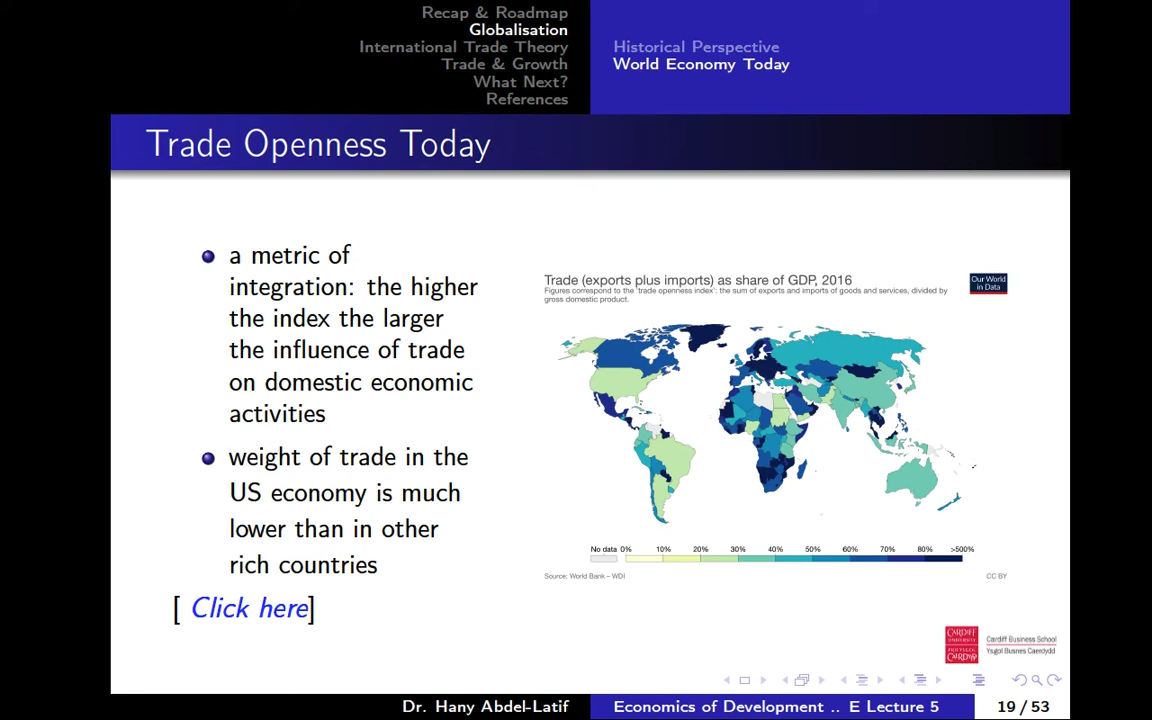 Recap & Roadmap
Globalisation
International Trade Theory
Trade & Growth
What Next?
References
Historical Perspective
World Economy Today
Trade Openness Today
a metric of
integration: the higher
the index the larger
the influence of trade
on domestic economic
activities
weight of trade in the
US economy is much
lower than in other
rich countries
[ Click here]
Trade (exports plus imports) as share of GDP, 2016
Figures correspond to the 'trade openness index': the sum of exports and imports of goods and services, divided by
gross domestic product.
Our World
in Data
No data 0% 10% 20% 30% 40% 50% 60% 70% 80% >500%
Source: World Bank – WDI
CC BY
CARDIFF
UNIVERSITY
PRIFYSGOL
CAERDYDD
Cardiff Business School
Ysgol Busnes Caerdydd
Dr. Hany Abdel-Latif
Economics of Development .. E Lecture 5
19 / 53